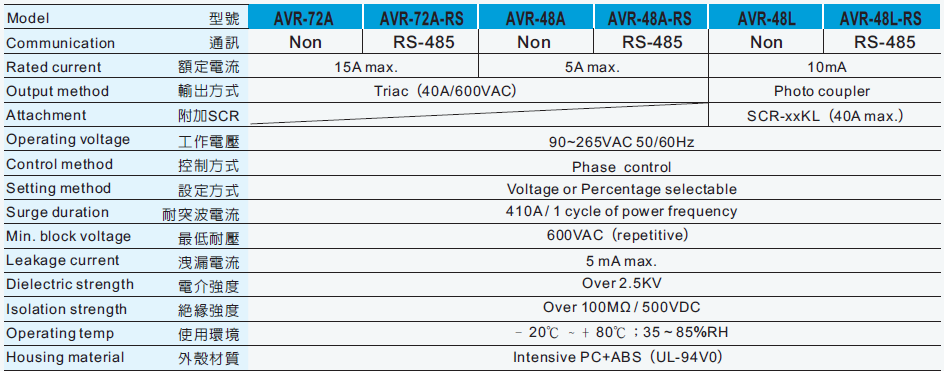 Model 型號 AVR-72A AVR-72A-RS AVR-48A AVR-48A-RS AVR-48L AVR-48L-RS
Communication 通訊 Non RS-485 Non RS-485 Non RS-485
Rated current 額定電流 15A max. 5A max. 10mA
Output method 輸出方式 Triac（40A/600VAC） Photo coupler
Attachment 附加SCR SCR-xxKL（40A max.）
Operating voltage 工作電壓 90~265VAC 50/60Hz
Control method 控制方式 Phase control
Setting method 設定方式 Voltage or Percentage selectable
Surge duration 耐突波電流 410A / 1 cycle of power frequency
Min. block voltage 最低耐壓 600VAC（repetitive）
Leakage current 洩漏電流 5 mA max.
Dielectric strength 電介強度 Over 2.5KV
Isolation strength 絕緣強度 Over 100MΩ / 500VDC
Operating temp 使用環境 － 20℃ ~ + 80℃；35 ~ 85%RH
Housing material 外殼材質 Intensive PC+ABS（UL-94V0）